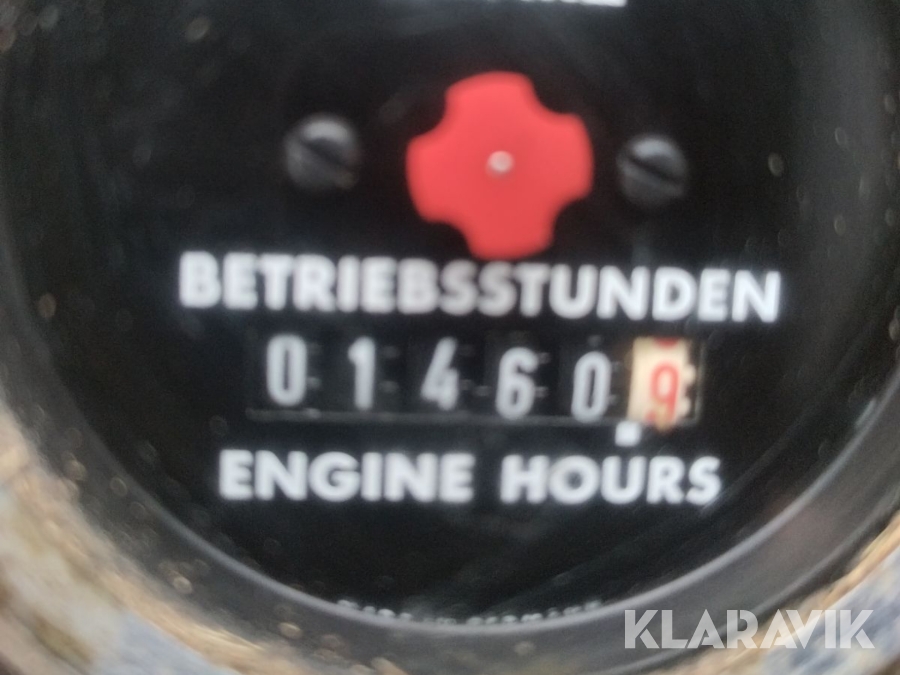 BETRIEBSSTUNDEN
014609
ENGINE HOURS
KLARAVIK